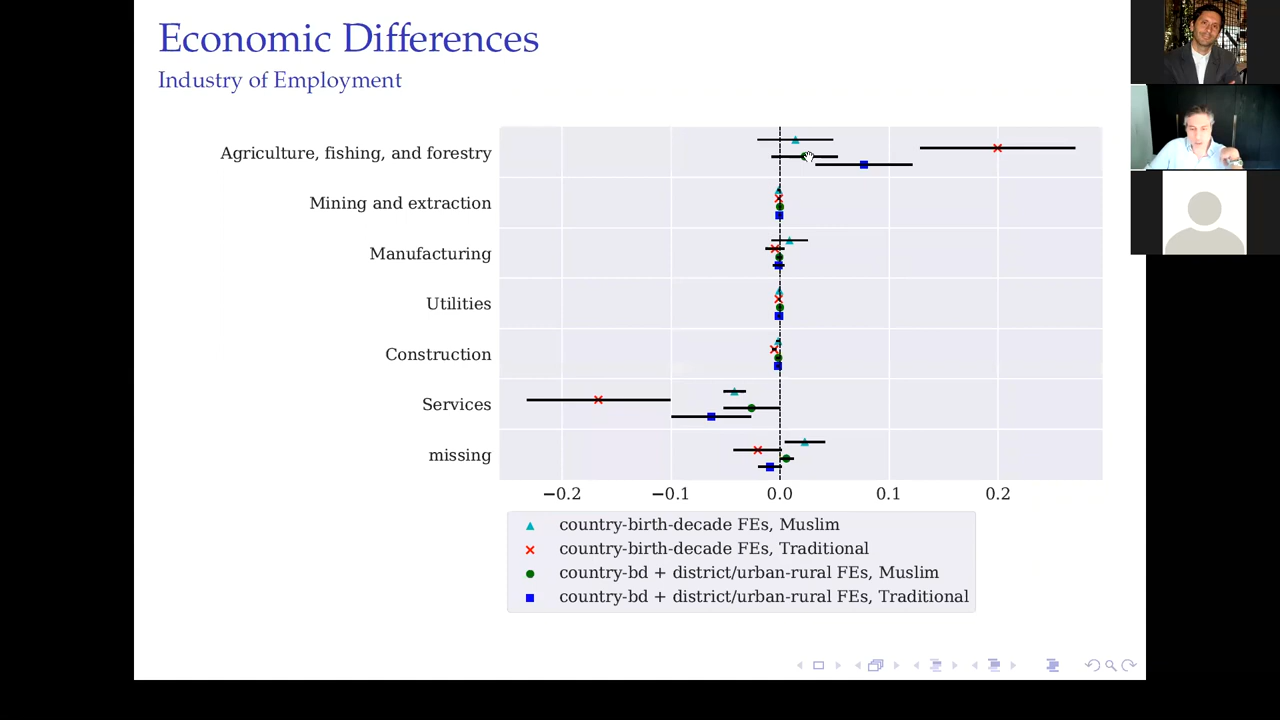 Economic Differences
Industry of Employment
Agriculture, fishing, and forestry
Mining and extraction
Manufacturing
Utilities
Construction
Services
missing
−0.2 −0.1 0.0 0.1 0.2
country-birth-decade FEs, Muslim
country-birth-decade FEs, Traditional
country-bd + district/urban-rural FEs, Muslim
country-bd + district/urban-rural FEs, Traditional